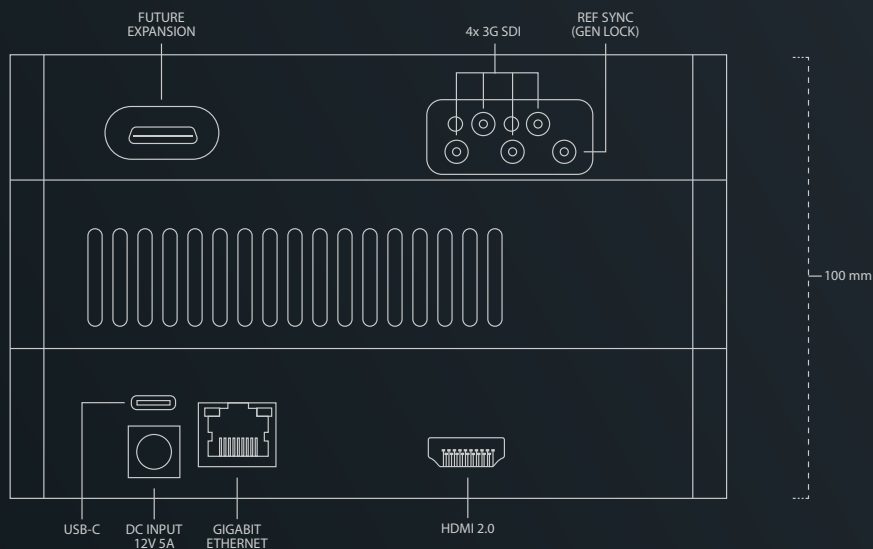 FUTURE
EXPANSION
4x 3G SDI
REF SYNC
(GEN LOCK)
100 mm
USB-C
DC INPUT
12V 5A
GIGABIT
ETHERNET
HDMI 2.0